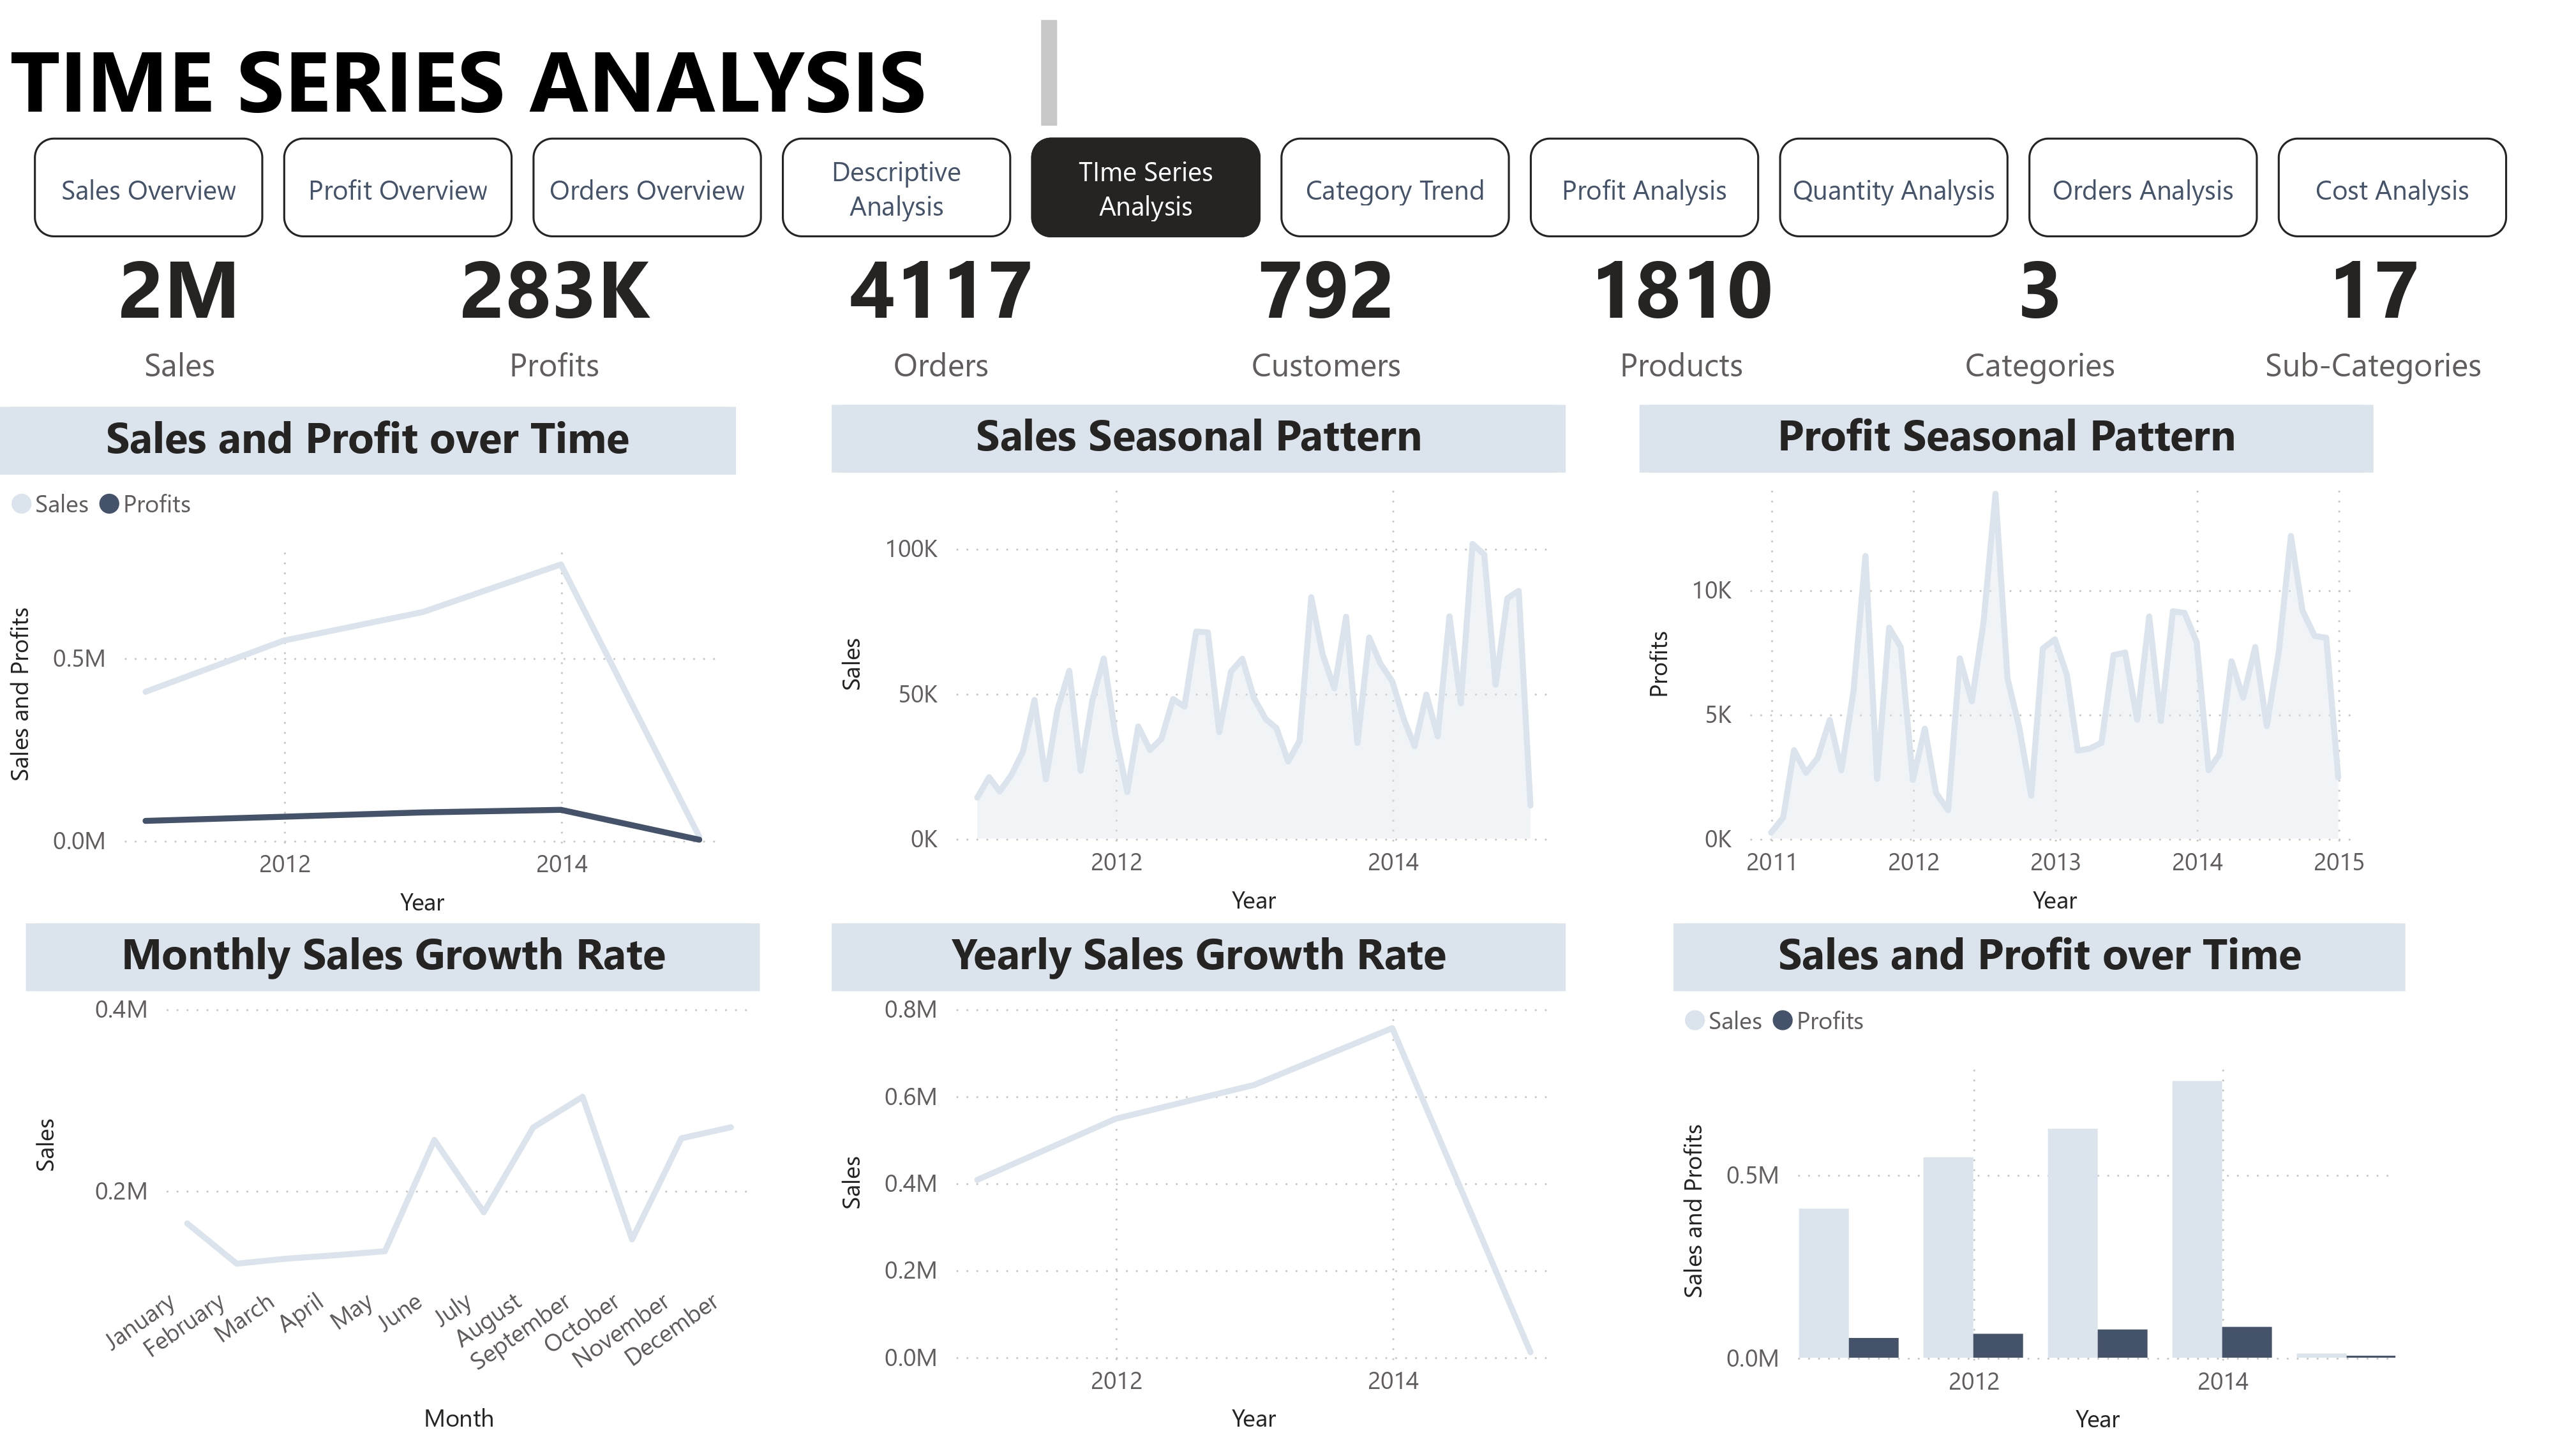 TIME SERIES ANALYSIS
Sales Overview
Profit Overview
Orders Overview
Descriptive
Analysis
TIme Series
Analysis
Category Trend
Profit Analysis
Quantity Analysis
Orders Analysis
Cost Analysis
2M
Sales
283K
Profits
4117
Orders
792
Customers
1810
Products
3
Categories
17
Sub-Categories
Sales and Profit over Time
Sales Profits
Sales and Profits
0.5M
0.0M
2012 2014
Year
Sales Seasonal Pattern
Sales
100K
50K
0K
2012 2014
Year
Profit Seasonal Pattern
Profits
10K
5K
0K
2011 2012 2013 2014 2015
Year
Monthly Sales Growth Rate
Sales
0.4M
0.2M
January
February
March
April
May
June
July
August
September
October
November
December
Month
Yearly Sales Growth Rate
Sales
0.8M
0.6M
0.4M
0.2M
0.0M
2012 2014
Year
Sales and Profit over Time
Sales Profits
Sales and Profits
0.5M
0.0M
2012 2014
Year